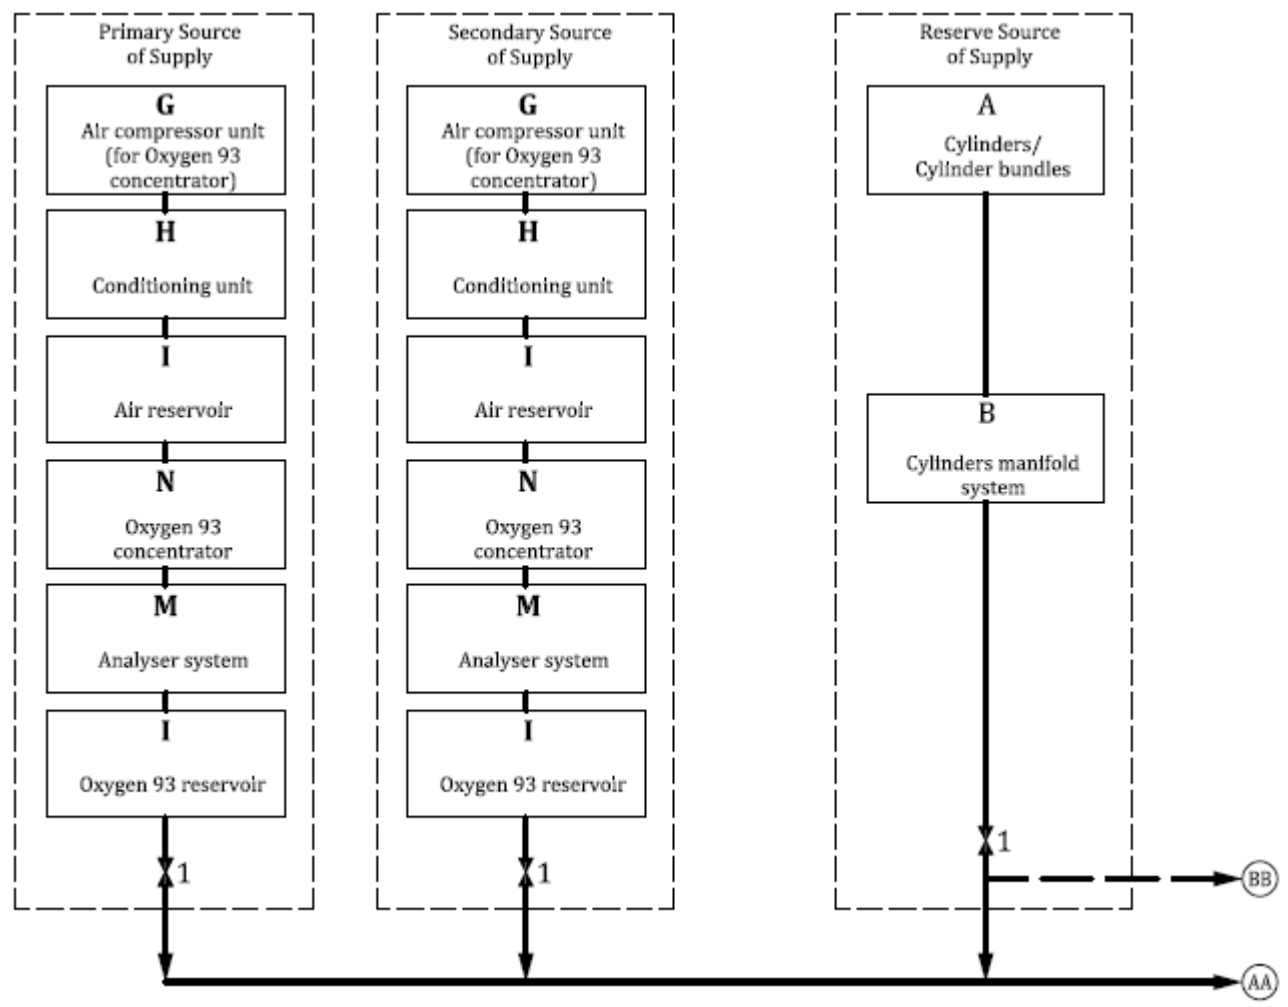 Primary Source
of Supply
G
Air compressor unit
(for Oxygen 93
concentrator)
H
Conditioning unit
I
Air reservoir
N
Oxygen 93
concentrator
M
Analyser system
I
Oxygen 93 reservoir
1
Secondary Source
of Supply
G
Air compressor unit
(for Oxygen 93
concentrator)
H
Conditioning unit
I
Air reservoir
N
Oxygen 93
concentrator
M
Analyser system
I
Oxygen 93 reservoir
1
Reserve Source
of Supply
A
Cylinders/
Cylinder bundles
B
Cylinders manifold
system
1
BB
AA